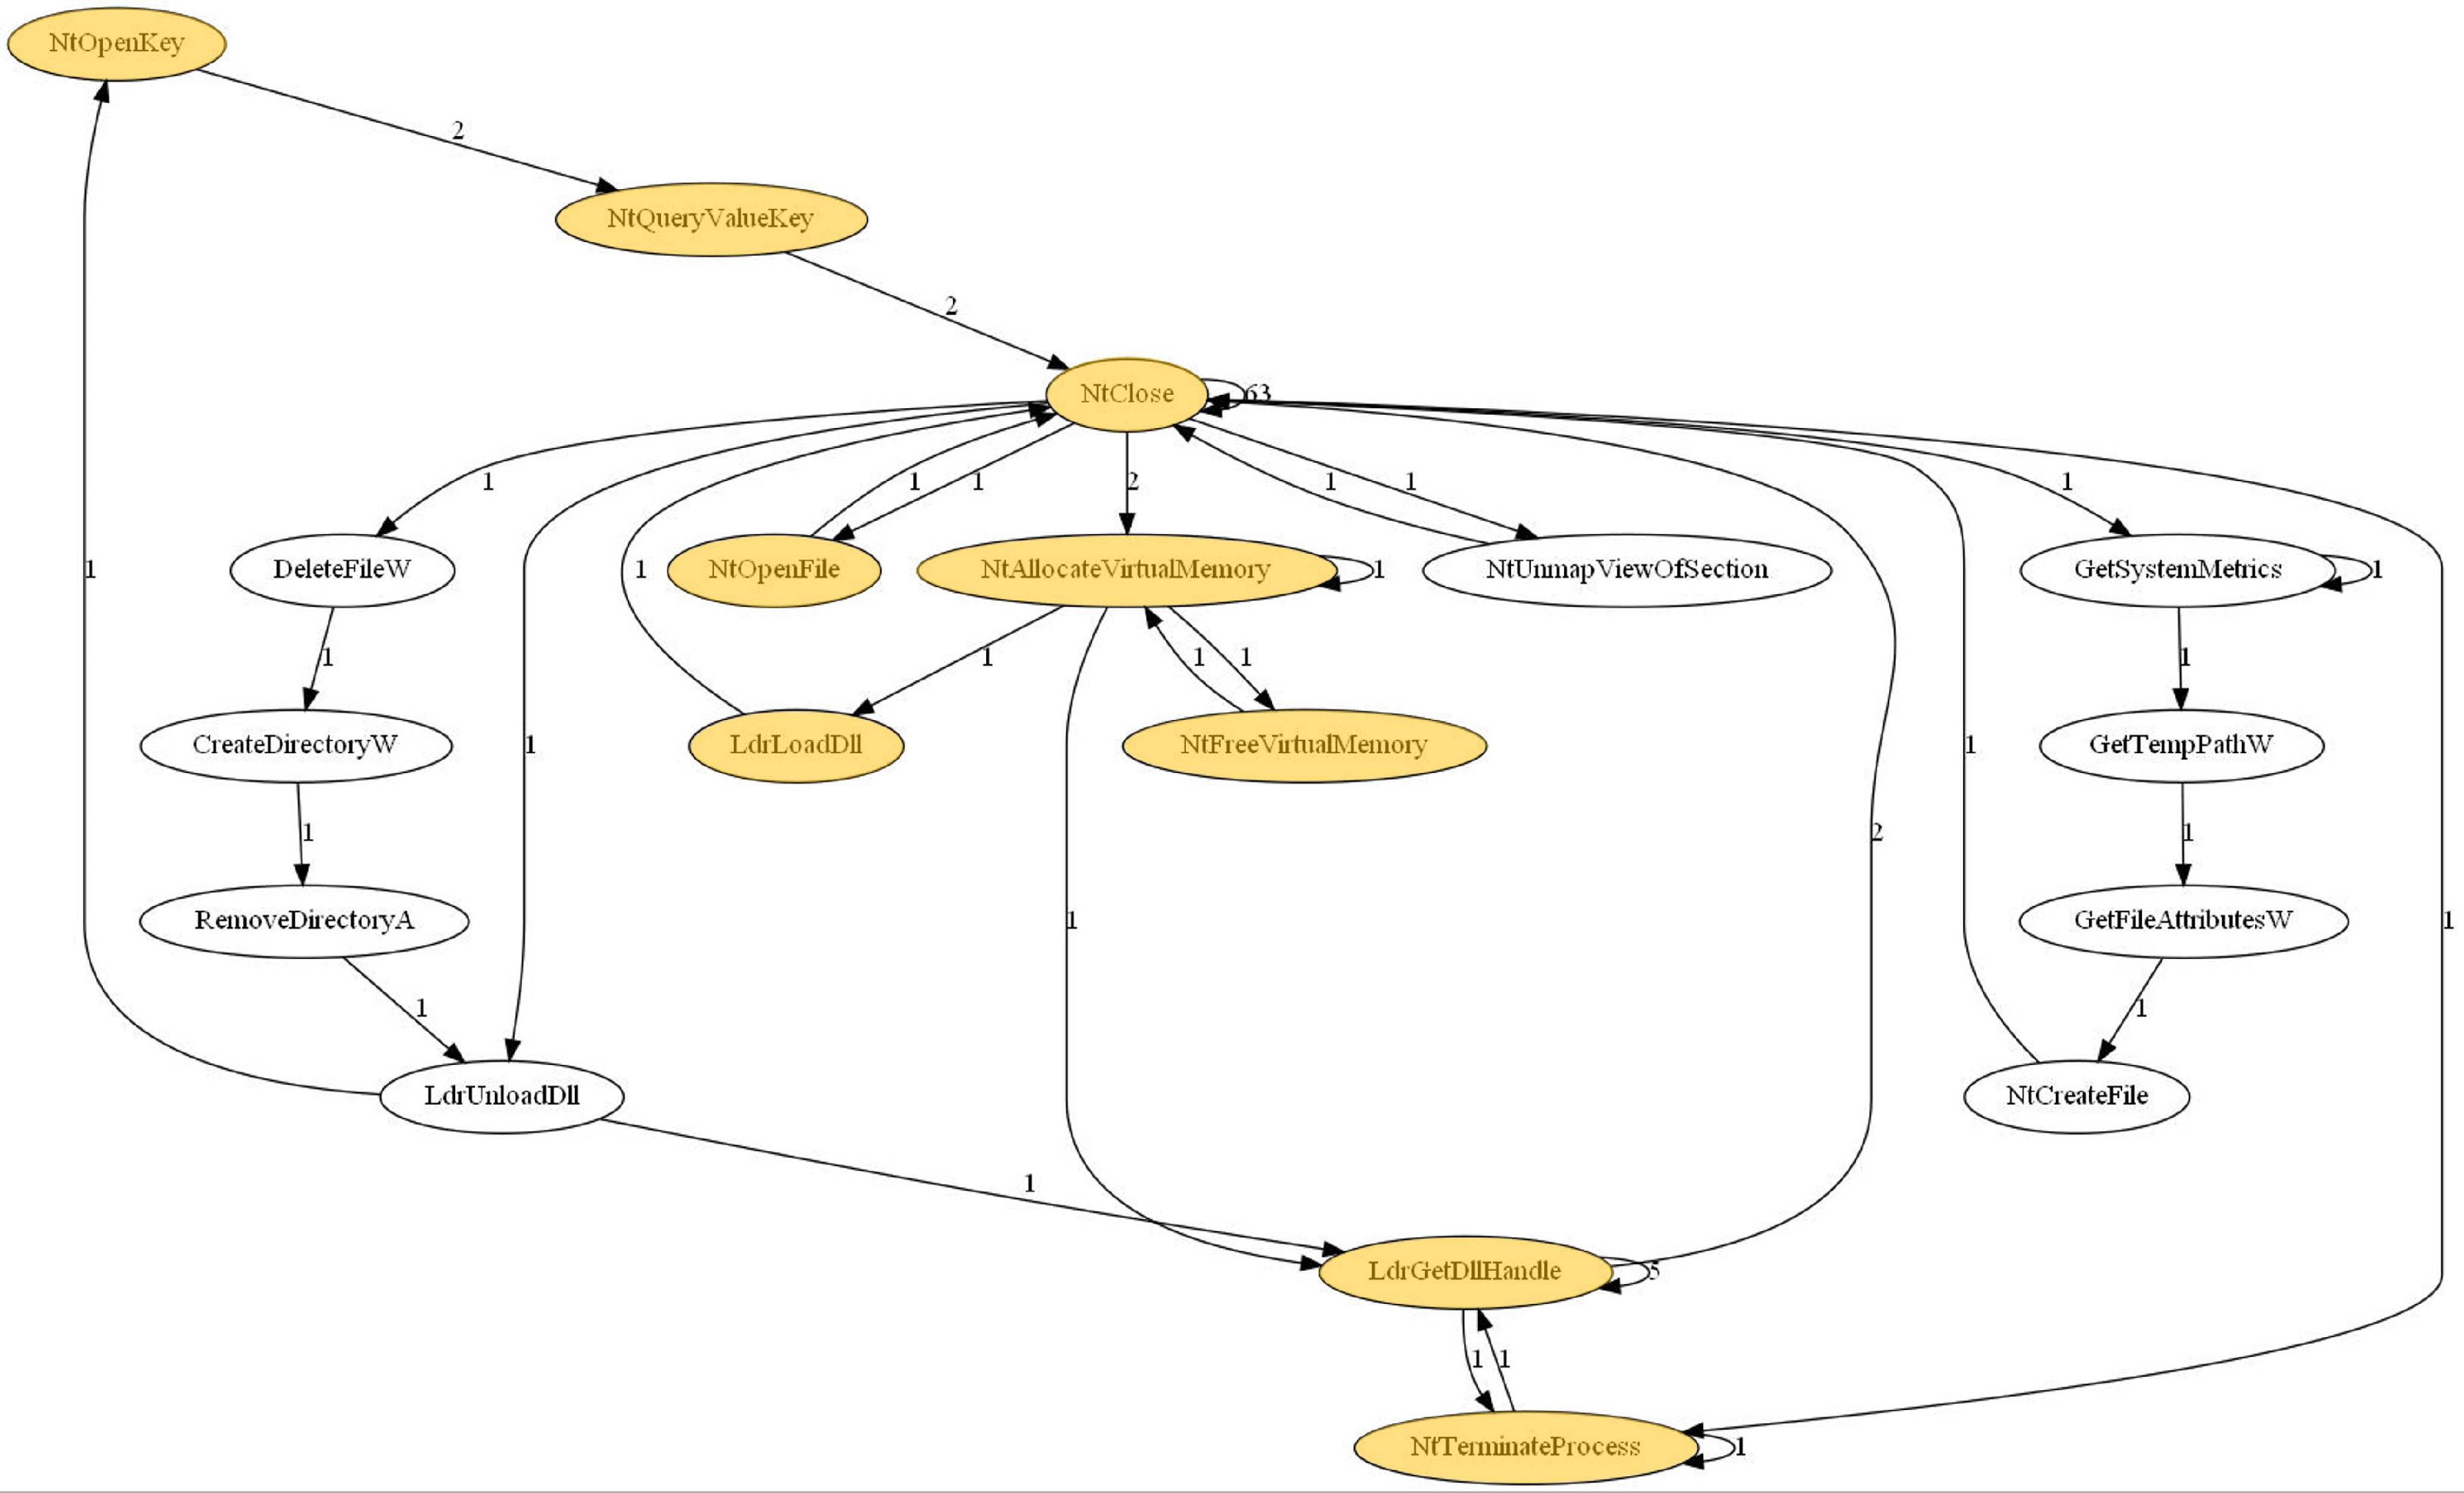 NtOpenKey
2
NtQueryValueKey
2
NtClose
63
1
1
1
2
1
1
1
1
DeleteFileW
1
NtOpenFile
NtAllocateVirtualMemory
1
NtUnmapViewOfSection
GetSystemMetrics
1
1
1
1
1
1
CreateDirectoryW
1
LdrLoadDll
NtFreeVirtualMemory
1
GetTempPathW
1
2
1
RemoveDirectoryA
1
GetFileAttributesW
1
1
1
LdrUnloadDll
NtCreateFile
1
LdrGetDllHandle
5
1
1
NtTerminateProcess
1